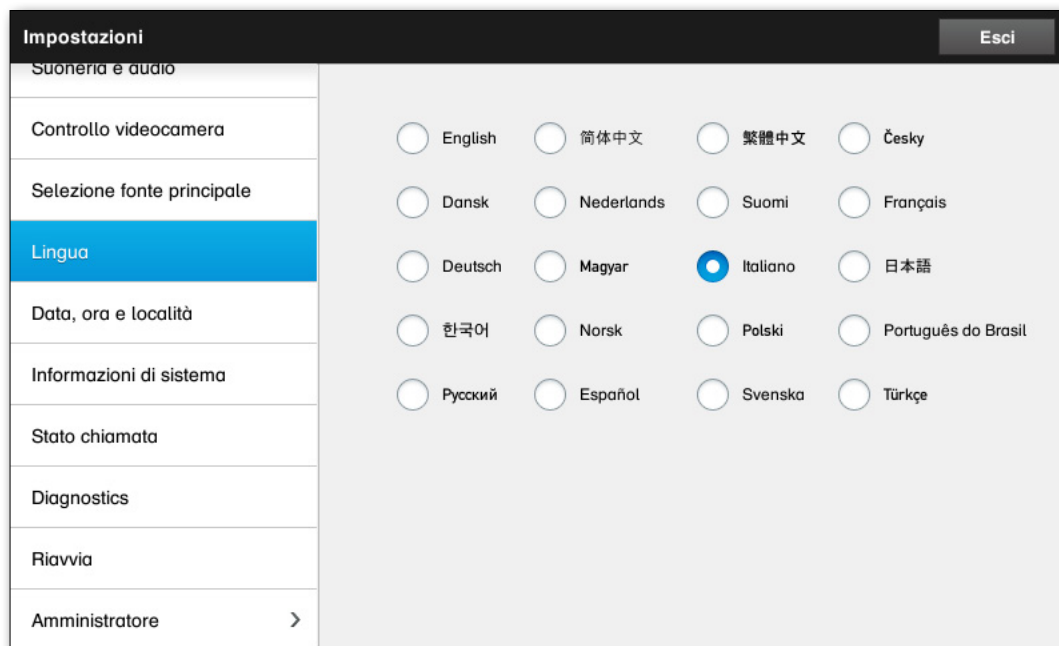 Impostazioni
Esci
Suoneria e audio
Controllo videocamera
Selezione fonte principale
Lingua
Data, ora e località
Informazioni di sistema
Stato chiamata
Diagnostics
Riavvia
Amministratore
English 简体中文 繁體中文 Česky
Dansk Nederlands Suomi Français
Deutsch Magyar Italiano 日本語
한국어 Norsk Polski Português do Brasil
Русский Español Svenska Türkçe